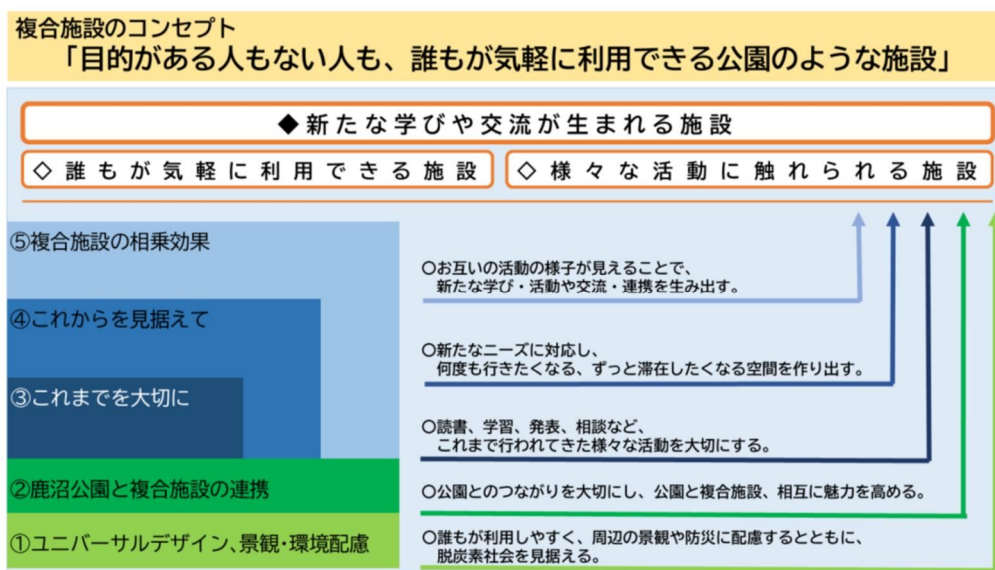 複合施設のコンセプト
「目的がある人もない人も、誰もが気軽に利用できる公園のような施設」
◆新たな学びや交流が生まれる施設
◇誰もが気軽に利用できる施設
◇様々な活動に触れられる施設
⑤複合施設の相乗効果
〇お互いの活動の様子が見えることで、
新たな学び・活動や交流・連携を生み出す。
④これからを見据えて
〇新たなニーズに対応し、
何度も行きたくなる、ずっと滞在したくなる空間を作り出す。
③これまでを大切に
〇読書、学習、発表、相談など、
これまで行われてきた様々な活動を大切にする。
②鹿沼公園と複合施設の連携
〇公園とのつながりを大切にし、公園と複合施設、相互に魅力を高める。
①ユニバーサルデザイン、景観・環境配慮
〇誰もが利用しやすく、周辺の景観や防災に配慮するとともに、
脱炭素社会を見据える。